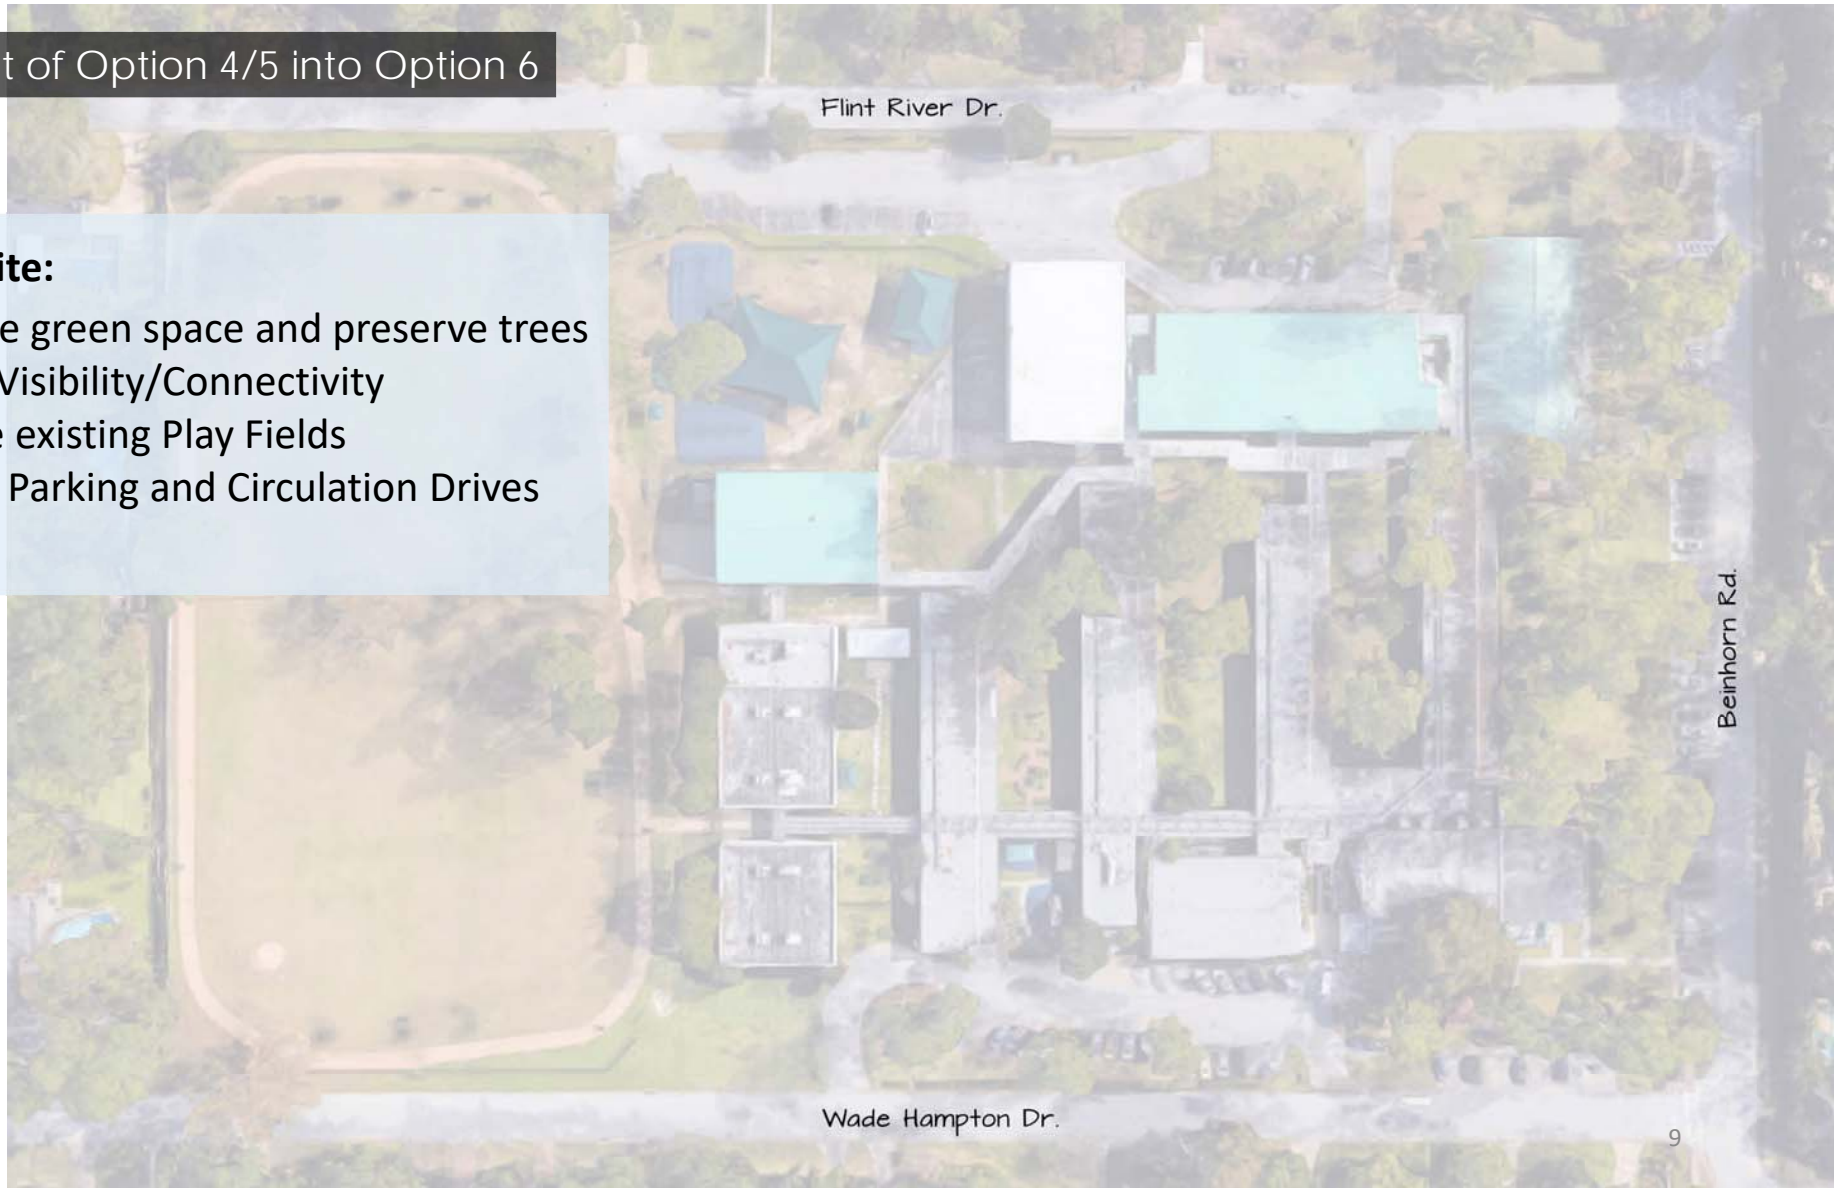 t of Option 4/5 into Option 6
Flint River Dr.
ite:
e green space and preserve trees
Visibility/Connectivity
e existing Play Fields
Parking and Circulation Drives
Beinhorn Rd.
Wade Hampton Dr.
9